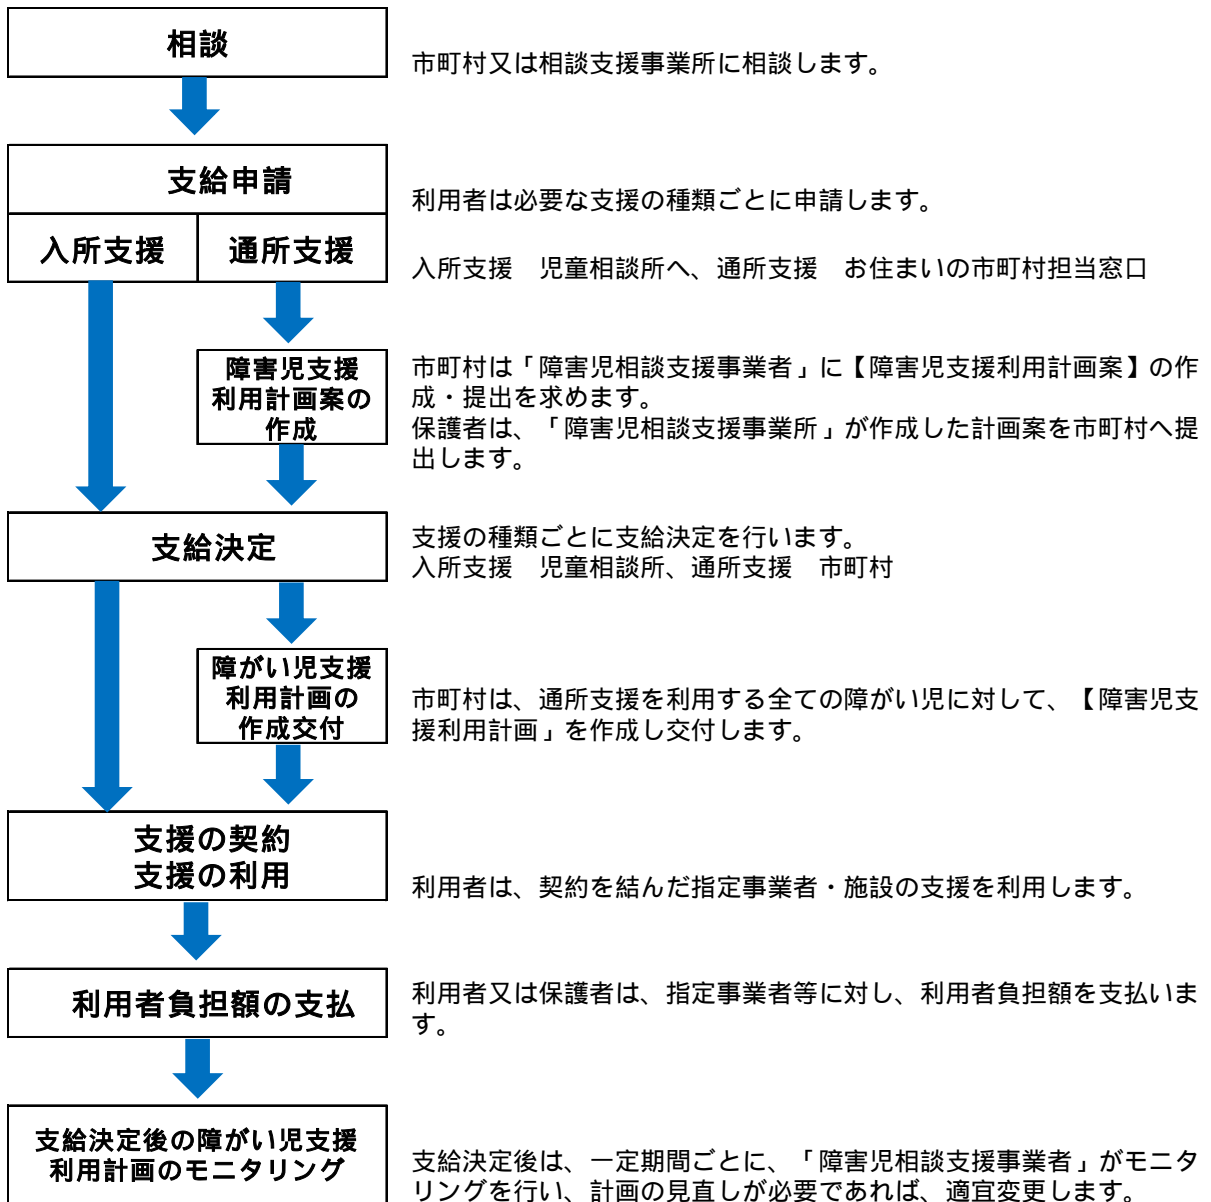 相談
市町村又は相談支援事業所に相談します。
支給申請
利用者は必要な支援の種類ごとに申請します。
入所支援
通所支援
入所支援　児童相談所へ、通所支援　お住まいの市町村担当窓口
障害児支援
利用計画案の
作成
市町村は「障害児相談支援事業者」に【障害児支援利用計画案】の作
成・提出を求めます。
保護者は、「障害児相談支援事業所」が作成した計画案を市町村へ提
出します。
支給決定
支援の種類ごとに支給決定を行います。
入所支援　児童相談所、通所支援　市町村
障がい児支援
利用計画の
作成交付
市町村は、通所支援を利用する全ての障がい児に対して、【障害児支
援利用計画」を作成し交付します。
支援の契約
支援の利用
利用者は、契約を結んだ指定事業者・施設の支援を利用します。
利用者負担額の支払
利用者又は保護者は、指定事業者等に対し、利用者負担額を支払いま
す。
支給決定後の障がい児支援
利用計画のモニタリング
支給決定後は、一定期間ごとに、「障害児相談支援事業者」がモニタ
リングを行い、計画の見直しが必要であれば、適宜変更します。